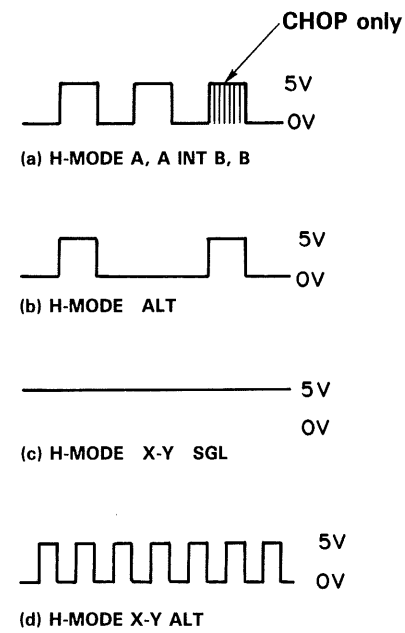 CHOP only
5V
0V
(a) H-MODE A, A INT B, B
5V
0V
(b) H-MODE ALT
5V
0V
(c) H-MODE X-Y SGL
5V
0V
(d) H-MODE X-Y ALT